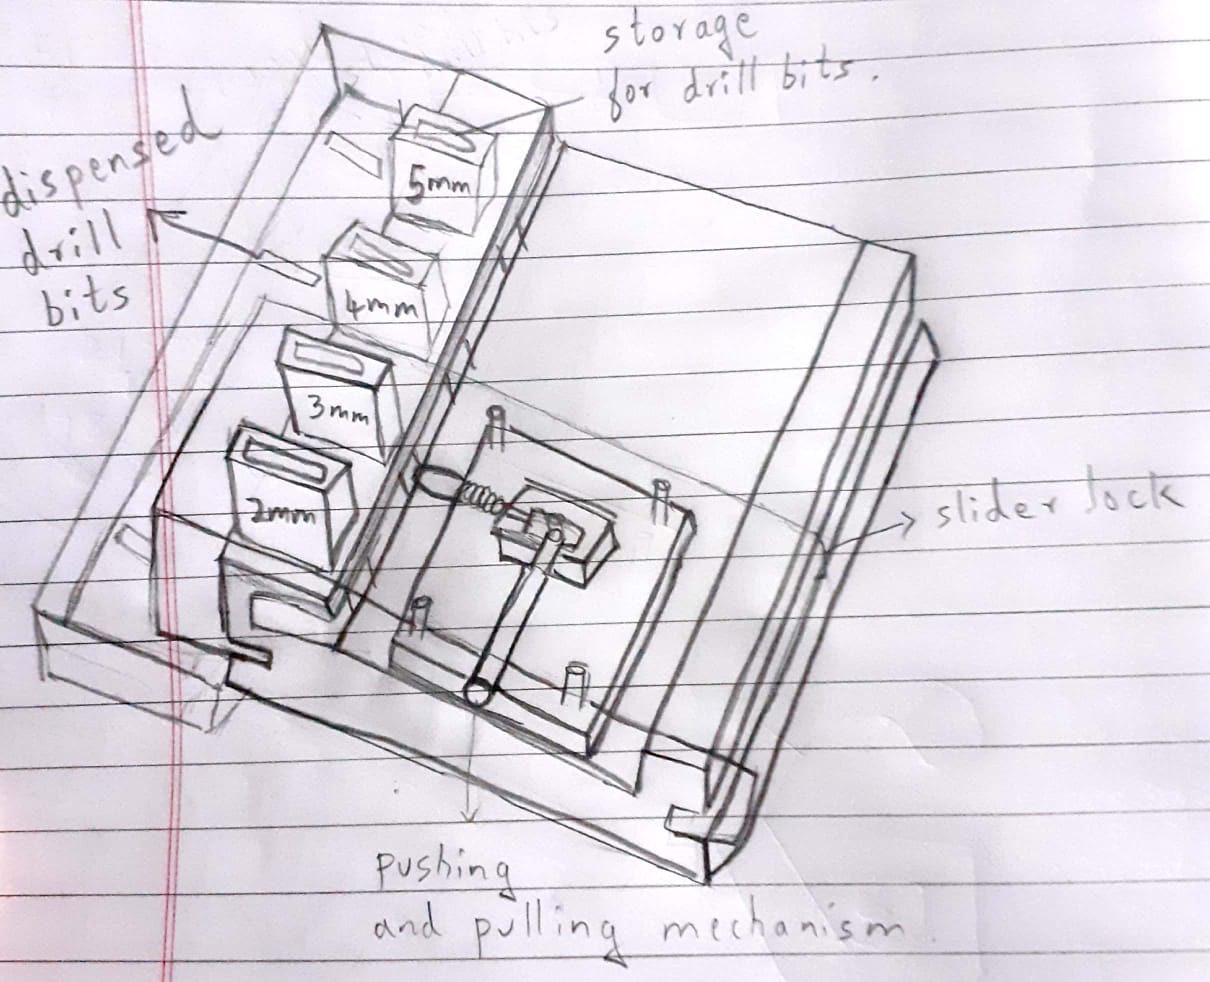 storage
for drill bits.
dispensed
drill
bits
5mm
4mm
3mm
2mm
slider lock
pushing
and pulling mechanism.